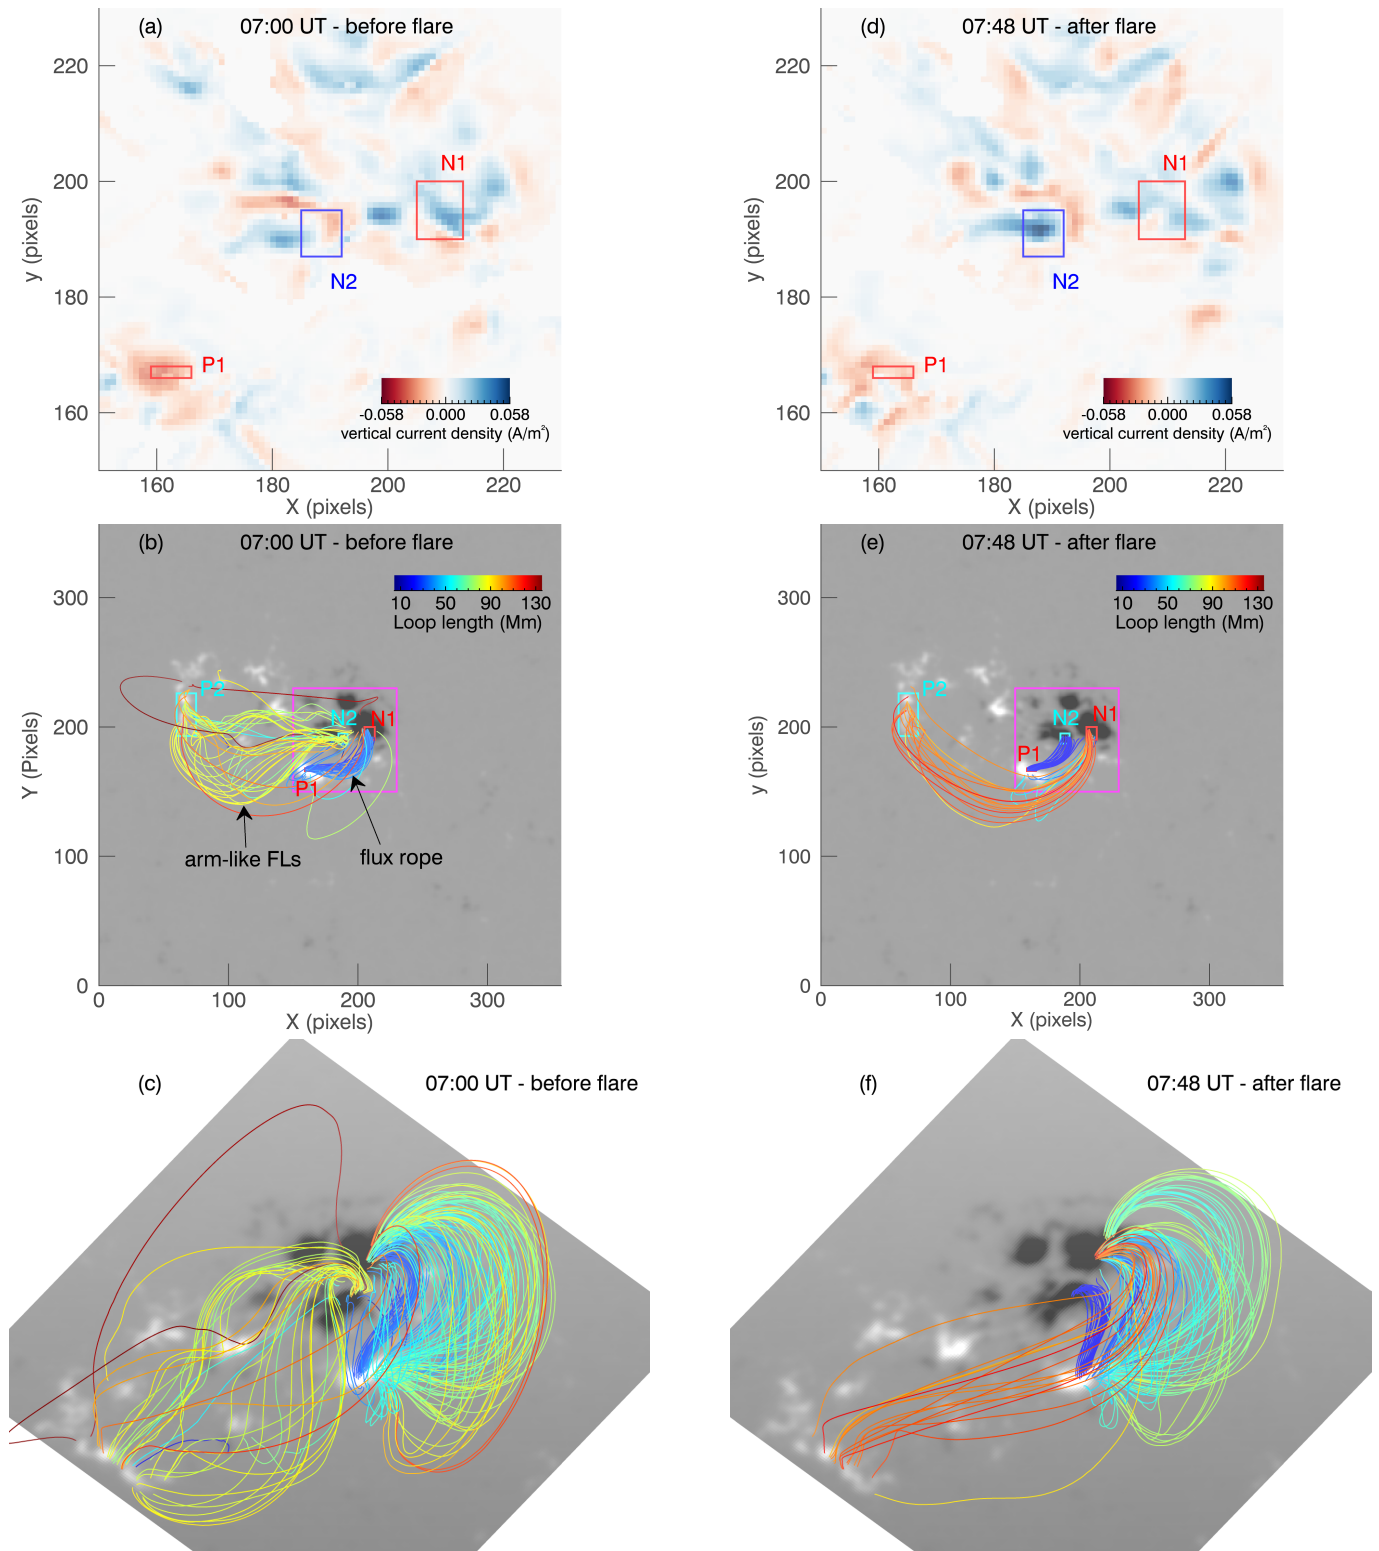 (a) 07:00 UT - before flare
220
200
180
160
y (pixels)
N1
N2
P1
-0.058 0.000 0.058
vertical current density (A/m²)
160 180 200 220
X (pixels)
(d) 07:48 UT - after flare
220
200
180
160
y (pixels)
N1
N2
P1
-0.058 0.000 0.058
vertical current density (A/m²)
160 180 200 220
X (pixels)
(b) 07:00 UT - before flare
10 50 90 130
Loop length (Mm)
300
200
100
0
Y (Pixels)
P2
N2 N1
P1
arm-like FLs
flux rope
0 100 200 300
X (pixels)
(e) 07:48 UT - after flare
10 50 90 130
Loop length (Mm)
300
200
100
0
y (pixels)
P2
N2 N1
P1
0 100 200 300
X (pixels)
(c) 07:00 UT - before flare
(f) 07:48 UT - after flare